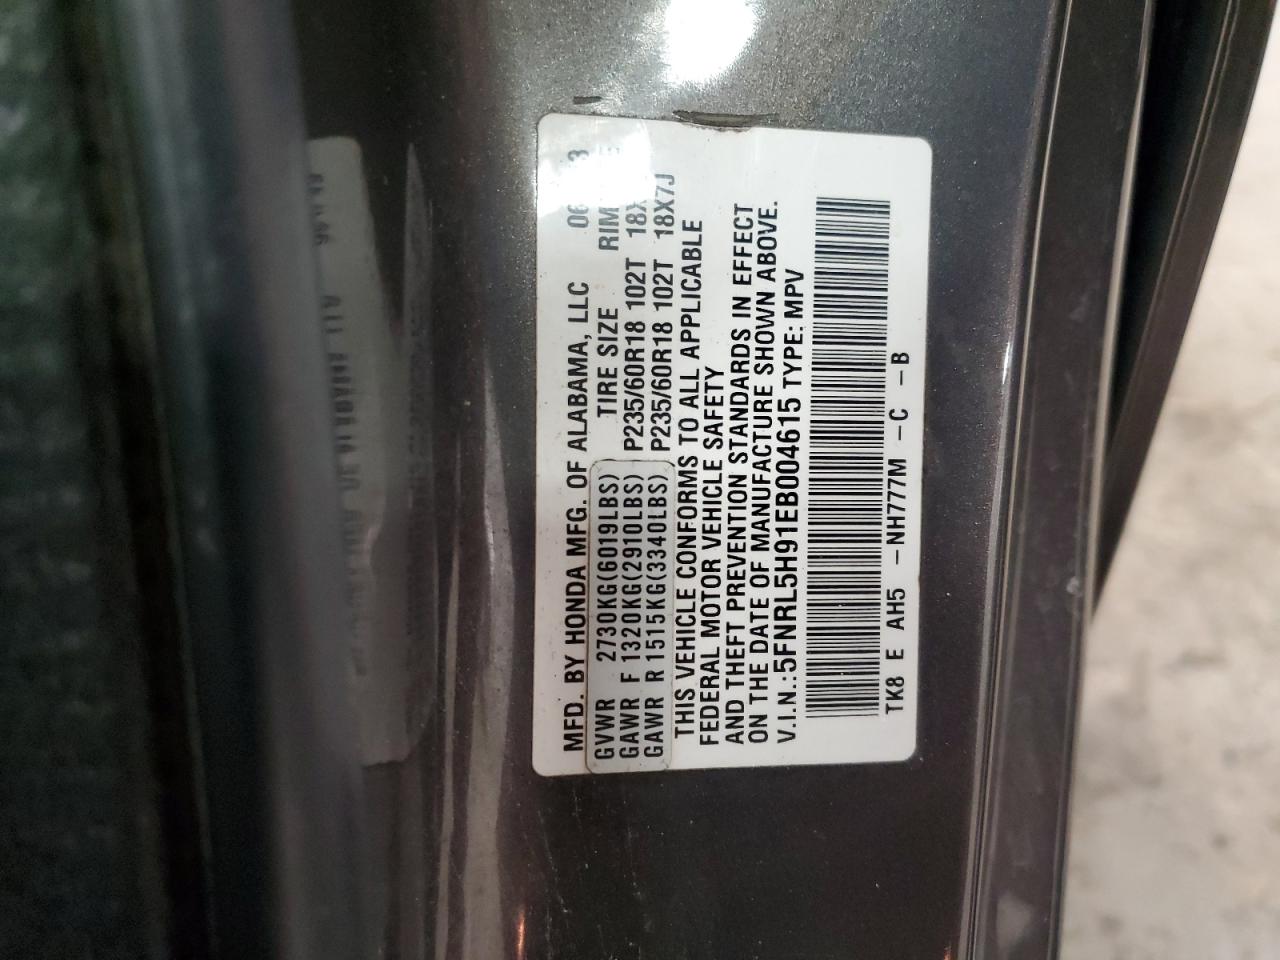 MFD. BY HONDA MFG. OF ALABAMA, LLC
GVWR 2730KG(6019LBS) TIRE SIZE
GAWR F 1320KG(2910LBS) P235/60R18 102T
GAWR R 1515KG(3340LBS) P235/60R18 102T 18X7J
THIS VEHICLE CONFORMS TO ALL APPLICABLE
FEDERAL MOTOR VEHICLE SAFETY
AND THEFT PREVENTION STANDARDS IN EFFECT
ON THE DATE OF MANUFACTURE SHOWN ABOVE.
V.I.N.:5FNRL5H91EB004615 TYPE: MPV
TK8 E AH5 -NH777M -C -B